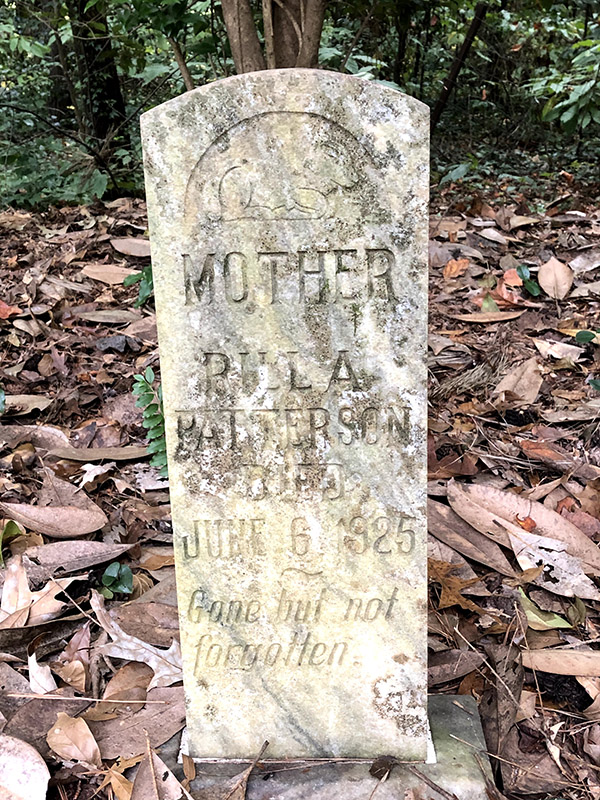 MOTHER
RILLA
PATTERSON
DIED
JUNE 6, 1925
Gone but not
forgotten.